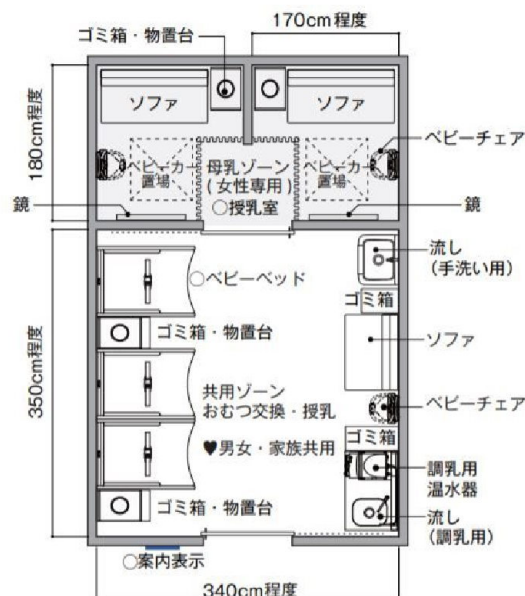 ゴミ箱・物置台
170cm程度
180cm程度
ソファ
ソファ
ベビーカー
置場
母乳ゾーン
(女性専用)
○授乳室
ベビーカー
置場
ベビーチェア
鏡
鏡
350cm程度
○ベビーベッド
流し
(手洗い用)
ゴミ箱
ゴミ箱・物置台
ソファ
共用ゾーン
おむつ交換・授乳
♥男女・家族共用
ベビーチェア
ゴミ箱
調乳用
温水器
ゴミ箱・物置台
流し
(調乳用)
○案内表示
340cm程度